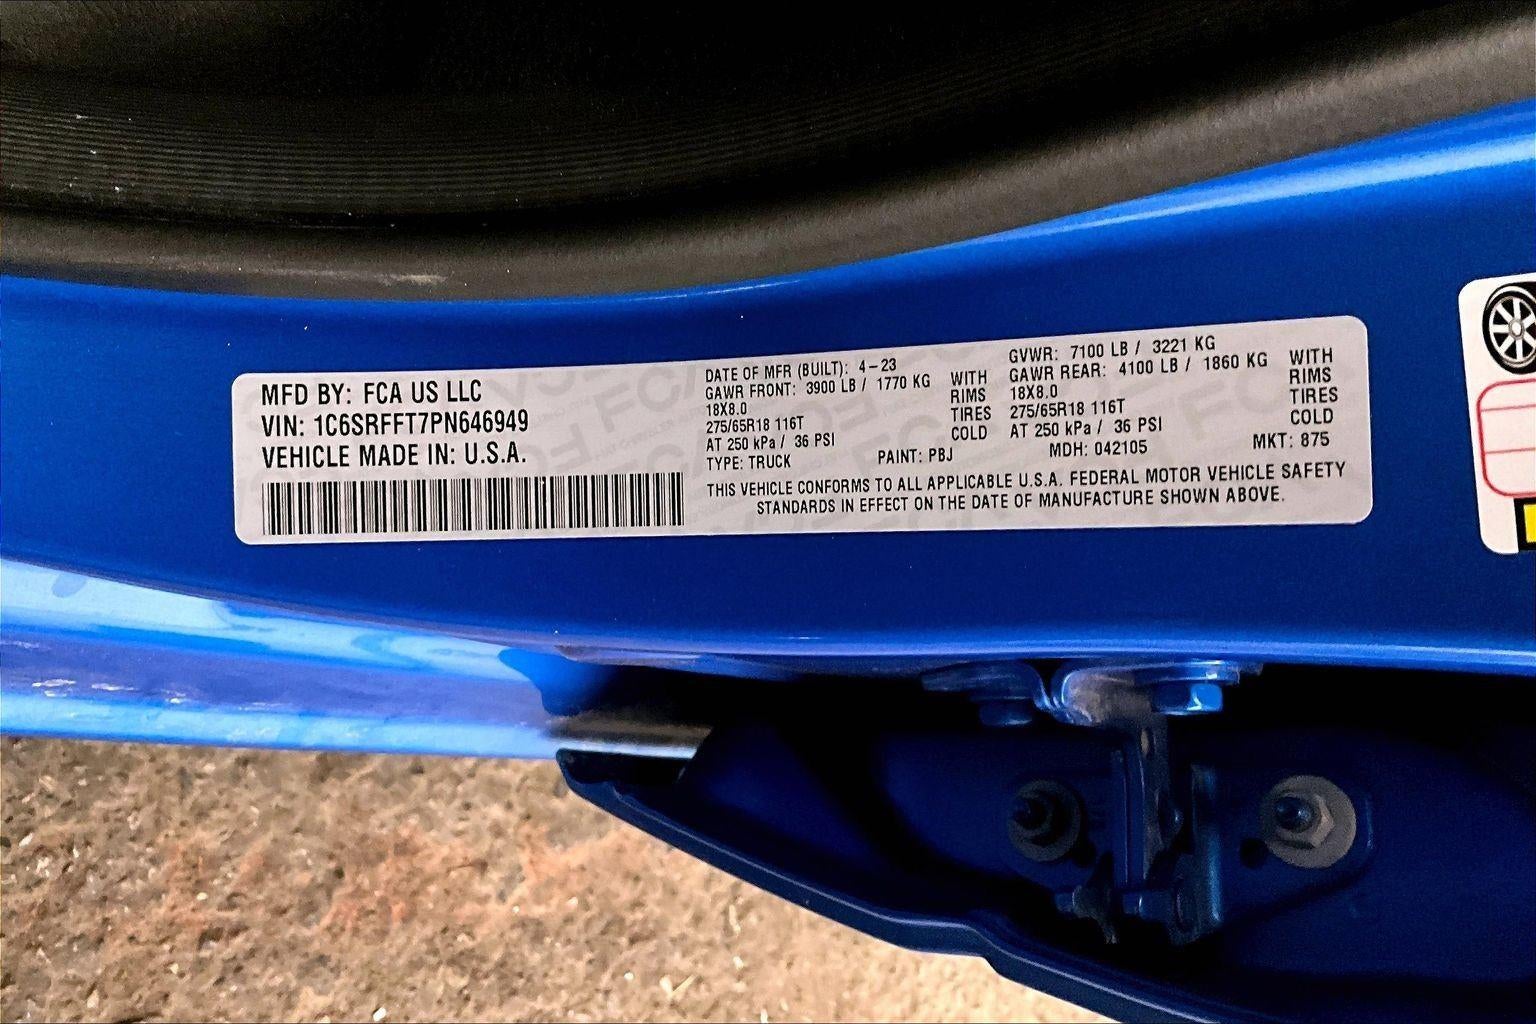 MFD BY: FCA US LLC
VIN: 1C6SRFFT7PN646949
VEHICLE MADE IN: U.S.A.
DATE OF MFR (BUILT): 4-23
GAWR FRONT: 3900 LB / 1770 KG WITH
18X8.0 RIMS
275/65R18 116T TIRES
AT 250 kPa / 36 PSI COLD
GVWR: 7100 LB / 3221 KG
GAWR REAR: 4100 LB / 1860 KG WITH
18X8.0 RIMS
275/65R18 116T TIRES
AT 250 kPa / 36 PSI COLD
TYPE: TRUCK PAINT: PBJ MDH: 042105 MKT: 875
THIS VEHICLE CONFORMS TO ALL APPLICABLE U.S.A. FEDERAL MOTOR VEHICLE SAFETY
STANDARDS IN EFFECT ON THE DATE OF MANUFACTURE SHOWN ABOVE.